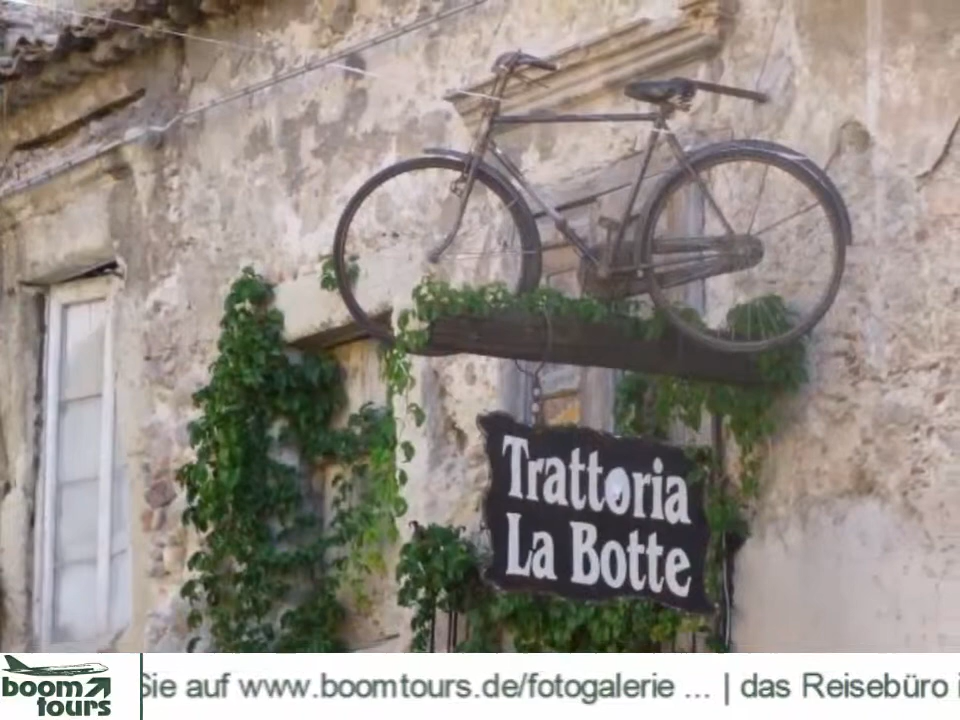 Trattoria
La Botte
boom
tours
Sie auf www.boomtours.de/fotogalerie ... | das Reisebüro